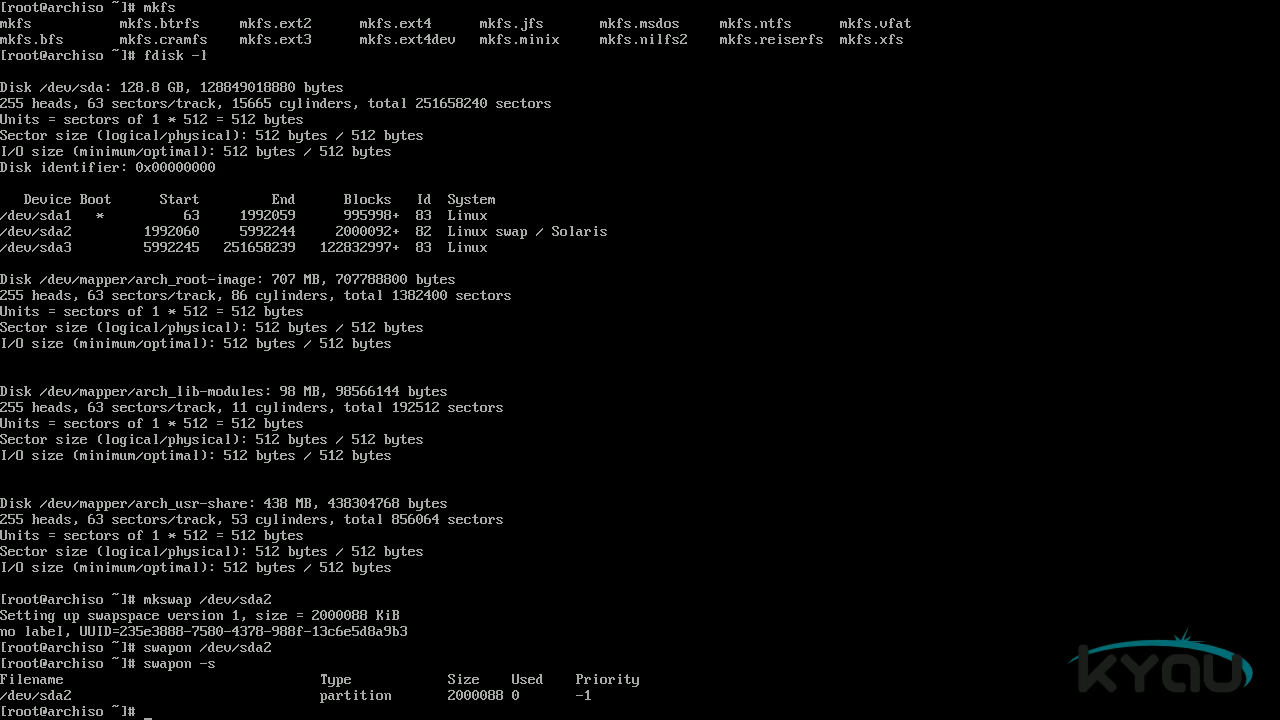 [root@archiso ~]# mkfs
mkfs           mkfs.btrfs     mkfs.ext2      mkfs.ext4      mkfs.jfs       mkfs.msdos     mkfs.ntfs      mkfs.vfat
mkfs.bfs       mkfs.cramfs    mkfs.ext3      mkfs.ext4dev   mkfs.minix     mkfs.nilfs2    mkfs.reiserfs  mkfs.xfs
[root@archiso ~]# fdisk -l
Disk /dev/sda: 128.8 GB, 128849018880 bytes
255 heads, 63 sectors/track, 15665 cylinders, total 251658240 sectors
Units = sectors of 1 * 512 = 512 bytes
Sector size (logical/physical): 512 bytes / 512 bytes
I/O size (minimum/optimal): 512 bytes / 512 bytes
Disk identifier: 0x00000000
   Device Boot      Start         End      Blocks   Id  System
/dev/sda1   *          63     1992059      995998+  83  Linux
/dev/sda2         1992060     5992244     2000092+  82  Linux swap / Solaris
/dev/sda3         5992245   251658239   122832997+  83  Linux
Disk /dev/mapper/arch_root-image: 707 MB, 707788800 bytes
255 heads, 63 sectors/track, 86 cylinders, total 1382400 sectors
Units = sectors of 1 * 512 = 512 bytes
Sector size (logical/physical): 512 bytes / 512 bytes
I/O size (minimum/optimal): 512 bytes / 512 bytes
Disk /dev/mapper/arch_lib-modules: 98 MB, 98566144 bytes
255 heads, 63 sectors/track, 11 cylinders, total 192512 sectors
Units = sectors of 1 * 512 = 512 bytes
Sector size (logical/physical): 512 bytes / 512 bytes
I/O size (minimum/optimal): 512 bytes / 512 bytes
Disk /dev/mapper/arch_usr-share: 438 MB, 438304768 bytes
255 heads, 63 sectors/track, 53 cylinders, total 856064 sectors
Units = sectors of 1 * 512 = 512 bytes
Sector size (logical/physical): 512 bytes / 512 bytes
I/O size (minimum/optimal): 512 bytes / 512 bytes
[root@archiso ~]# mkswap /dev/sda2
Setting up swapspace version 1, size = 2000088 KiB
no label, UUID=235e3888-7580-4378-988f-13c6e5d8a9b3
[root@archiso ~]# swapon /dev/sda2
[root@archiso ~]# swapon -s
Filename                                Type            Size    Used    Priority
/dev/sda2                               partition       2000088 0       -1
[root@archiso ~]#
kyau